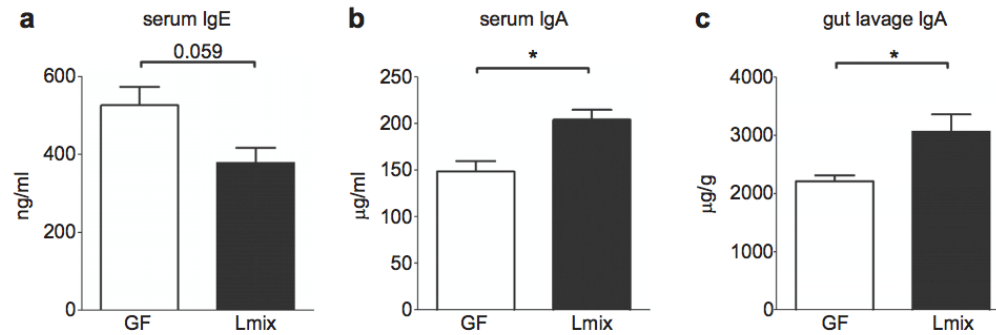 a serum IgE
0.059
600
400
200
0
ng/ml
GF Lmix
b serum IgA
*
250
200
150
100
50
0
μg/ml
GF Lmix
c gut lavage IgA
*
4000
3000
2000
1000
0
μg/g
GF Lmix